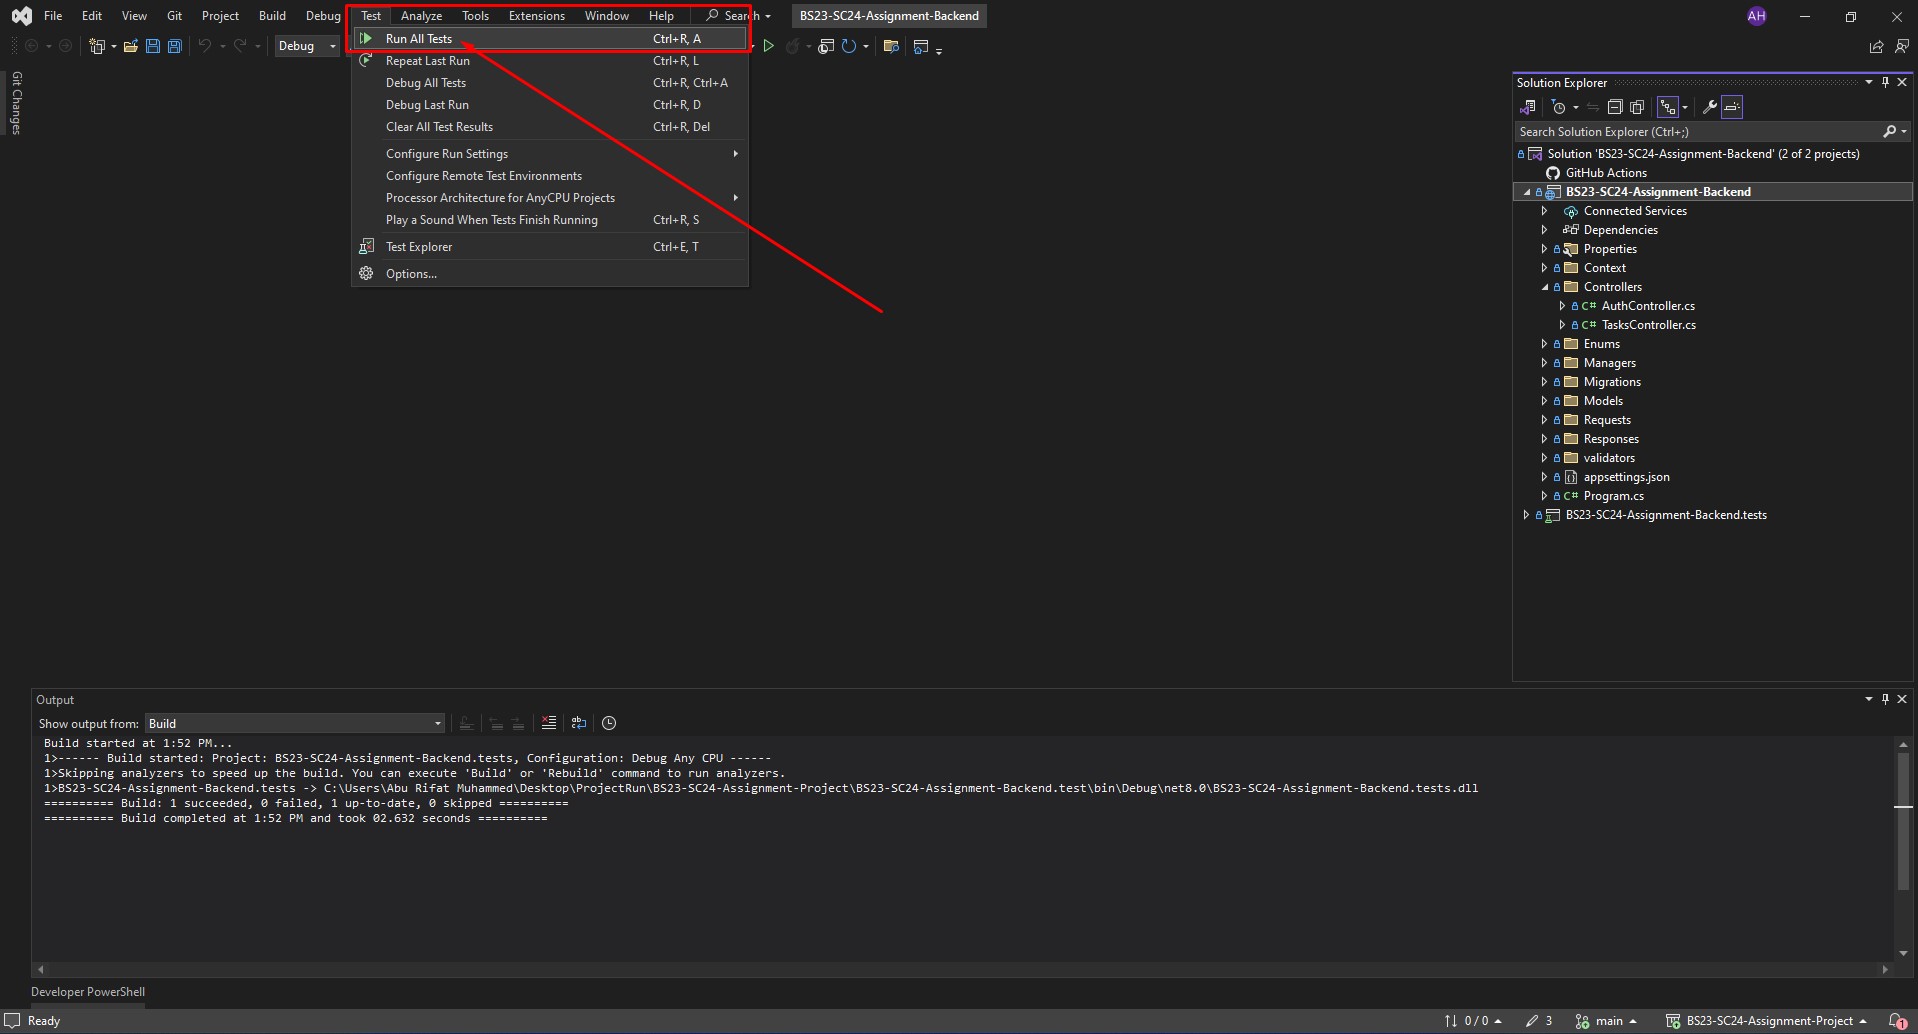 File Edit View Git Project Build Debug Test Analyze Tools Extensions Window Help Search BS23-SC24-Assignment-Backend AH
Debug
Git Changes
Run All Tests Ctrl+R, A
Repeat Last Run Ctrl+R, L
Debug All Tests Ctrl+R, Ctrl+A
Debug Last Run Ctrl+R, D
Clear All Test Results Ctrl+R, Del
Configure Run Settings
Configure Remote Test Environments
Processor Architecture for AnyCPU Projects
Play a Sound When Tests Finish Running Ctrl+R, S
Test Explorer Ctrl+E, T
Options...
Solution Explorer
Search Solution Explorer (Ctrl+;)
Solution 'BS23-SC24-Assignment-Backend' (2 of 2 projects)
GitHub Actions
BS23-SC24-Assignment-Backend
Connected Services
Dependencies
Properties
Context
Controllers
C# AuthController.cs
C# TasksController.cs
Enums
Managers
Migrations
Models
Requests
Responses
validators
appsettings.json
C# Program.cs
BS23-SC24-Assignment-Backend.tests
Output
Show output from: Build
Build started at 1:52 PM...
1>------ Build started: Project: BS23-SC24-Assignment-Backend.tests, Configuration: Debug Any CPU ------
1>Skipping analyzers to speed up the build. You can execute 'Build' or 'Rebuild' command to run analyzers.
1>BS23-SC24-Assignment-Backend.tests -> C:\Users\Abu Rifat Muhammed\Desktop\ProjectRun\BS23-SC24-Assignment-Project\BS23-SC24-Assignment-Backend.test\bin\Debug\net8.0\BS23-SC24-Assignment-Backend.tests.dll
========== Build: 1 succeeded, 0 failed, 1 up-to-date, 0 skipped ==========
========== Build completed at 1:52 PM and took 02.632 seconds ==========
Developer PowerShell
Ready 0 / 0 3 main BS23-SC24-Assignment-Project 1